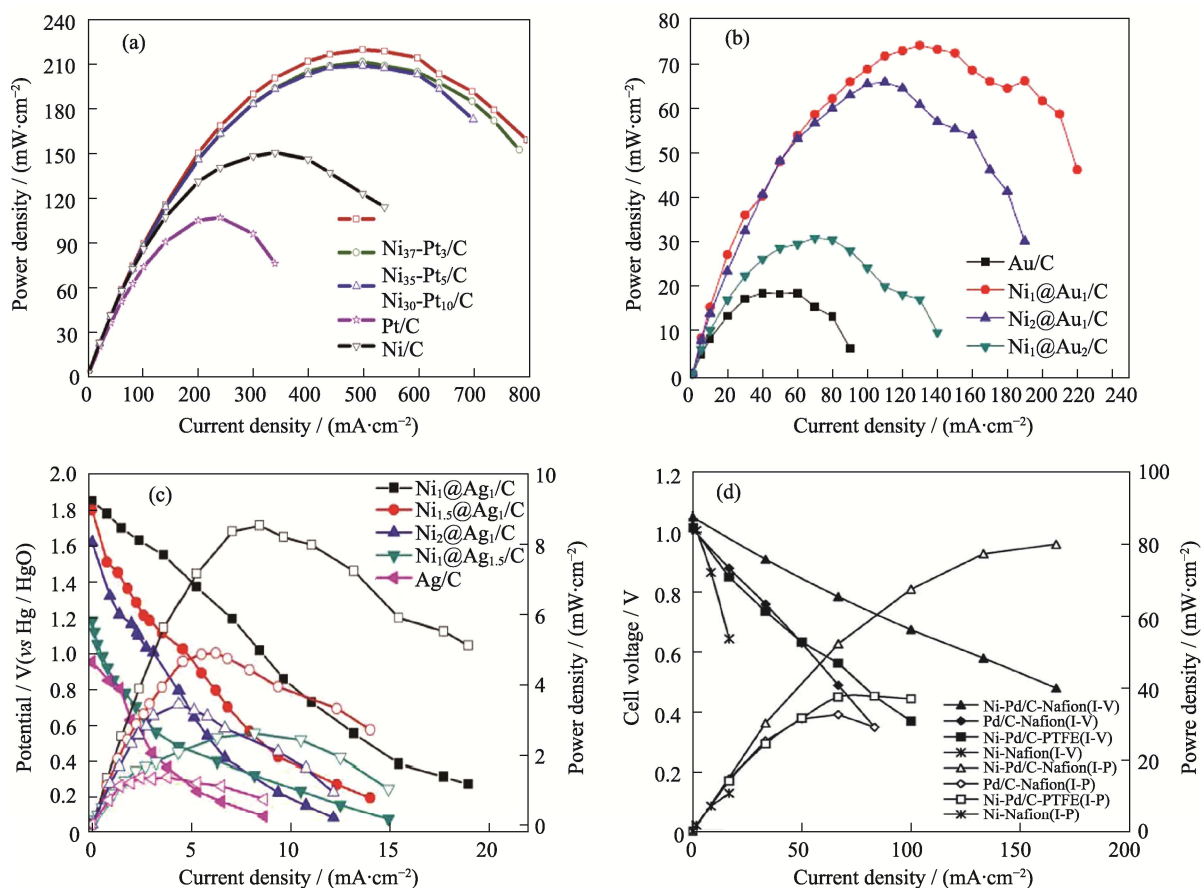 (a)
Power density / (mW·cm⁻²)
240
210
180
150
120
90
60
30
0
Ni₃₇-Pt₃/C
Ni₃₅-Pt₅/C
Ni₃₀-Pt₁₀/C
Pt/C
Ni/C
0 100 200 300 400 500 600 700 800
Current density / (mA·cm⁻²)
(b)
Power density / (mW·cm⁻²)
80
70
60
50
40
30
20
10
0
Au/C
Ni₁@Au₁/C
Ni₂@Au₁/C
Ni₁@Au₂/C
0 20 40 60 80 100 120 140 160 180 200 220 240
Current density / (mA·cm⁻²)
(c)
Potential / V(vs Hg / HgO)
2.0
1.8
1.6
1.4
1.2
1.0
0.8
0.6
0.4
0.2
0
Ni₁@Ag₁/C
Ni₁.₅@Ag₁/C
Ni₂@Ag₁/C
Ni₁@Ag₁.₅/C
Ag/C
10
8
6
4
2
0
Power density / (mW·cm⁻²)
0 5 10 15 20
Current density / (mA·cm⁻²)
(d)
Cell voltage / V
1.2
1.0
0.8
0.6
0.4
0.2
0
Ni-Pd/C-Nafion(I-V)
Pd/C-Nafion(I-V)
Ni-Pd/C-PTFE(I-V)
Ni-Nafion(I-V)
Ni-Pd/C-Nafion(I-P)
Pd/C-Nafion(I-P)
Ni-Pd/C-PTFE(I-P)
Ni-Nafion(I-P)
100
80
60
40
20
0
Powre density / (mW·cm⁻²)
0 50 100 150 200
Current density / (mA·cm⁻²)